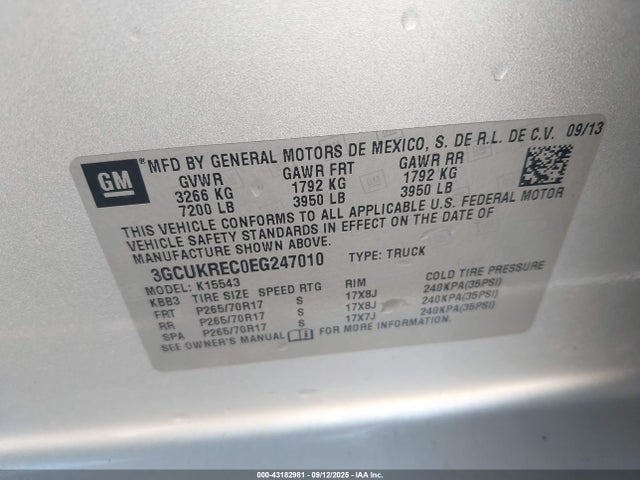 GM
® MFD BY GENERAL MOTORS DE MEXICO, S. DE R.L. DE C.V. 09/13
GVWR GAWR FRT GAWR RR
3266 KG 1792 KG 1792 KG
7200 LB 3950 LB 3950 LB
THIS VEHICLE CONFORMS TO ALL APPLICABLE U.S. FEDERAL MOTOR
VEHICLE SAFETY STANDARDS IN EFFECT ON THE DATE OF
MANUFACTURE SHOWN ABOVE.
3GCUKREC0EG247010 TYPE: TRUCK
MODEL: K15543
KBB3 TIRE SIZE SPEED RTG RIM COLD TIRE PRESSURE
FRT P265/70R17 S 17X8J 240KPA(35PSI)
RR P265/70R17 S 17X8J 240KPA(35PSI)
SPA P265/70R17 S 17X7J 240KPA(35PSI)
SEE OWNER'S MANUAL FOR MORE INFORMATION.
000-43182981 - 09/12/2025 - IAA Inc.